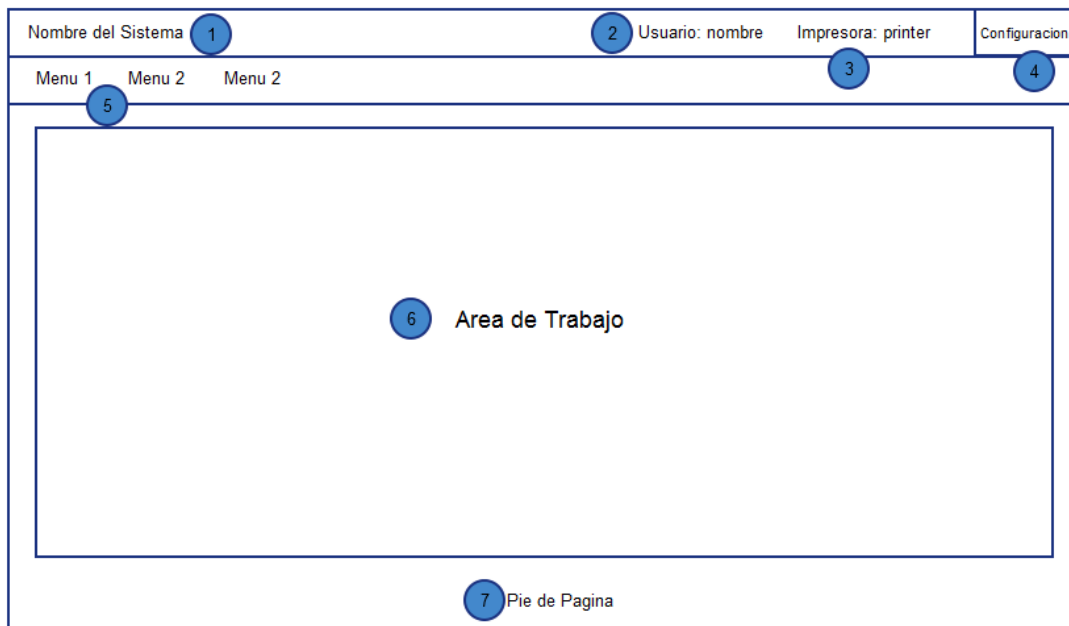 Nombre del Sistema 1 2 Usuario: nombre Impresora: printer Configuracion
3 4
Menu 1 Menu 2 Menu 2
5
6 Area de Trabajo
7 Pie de Pagina